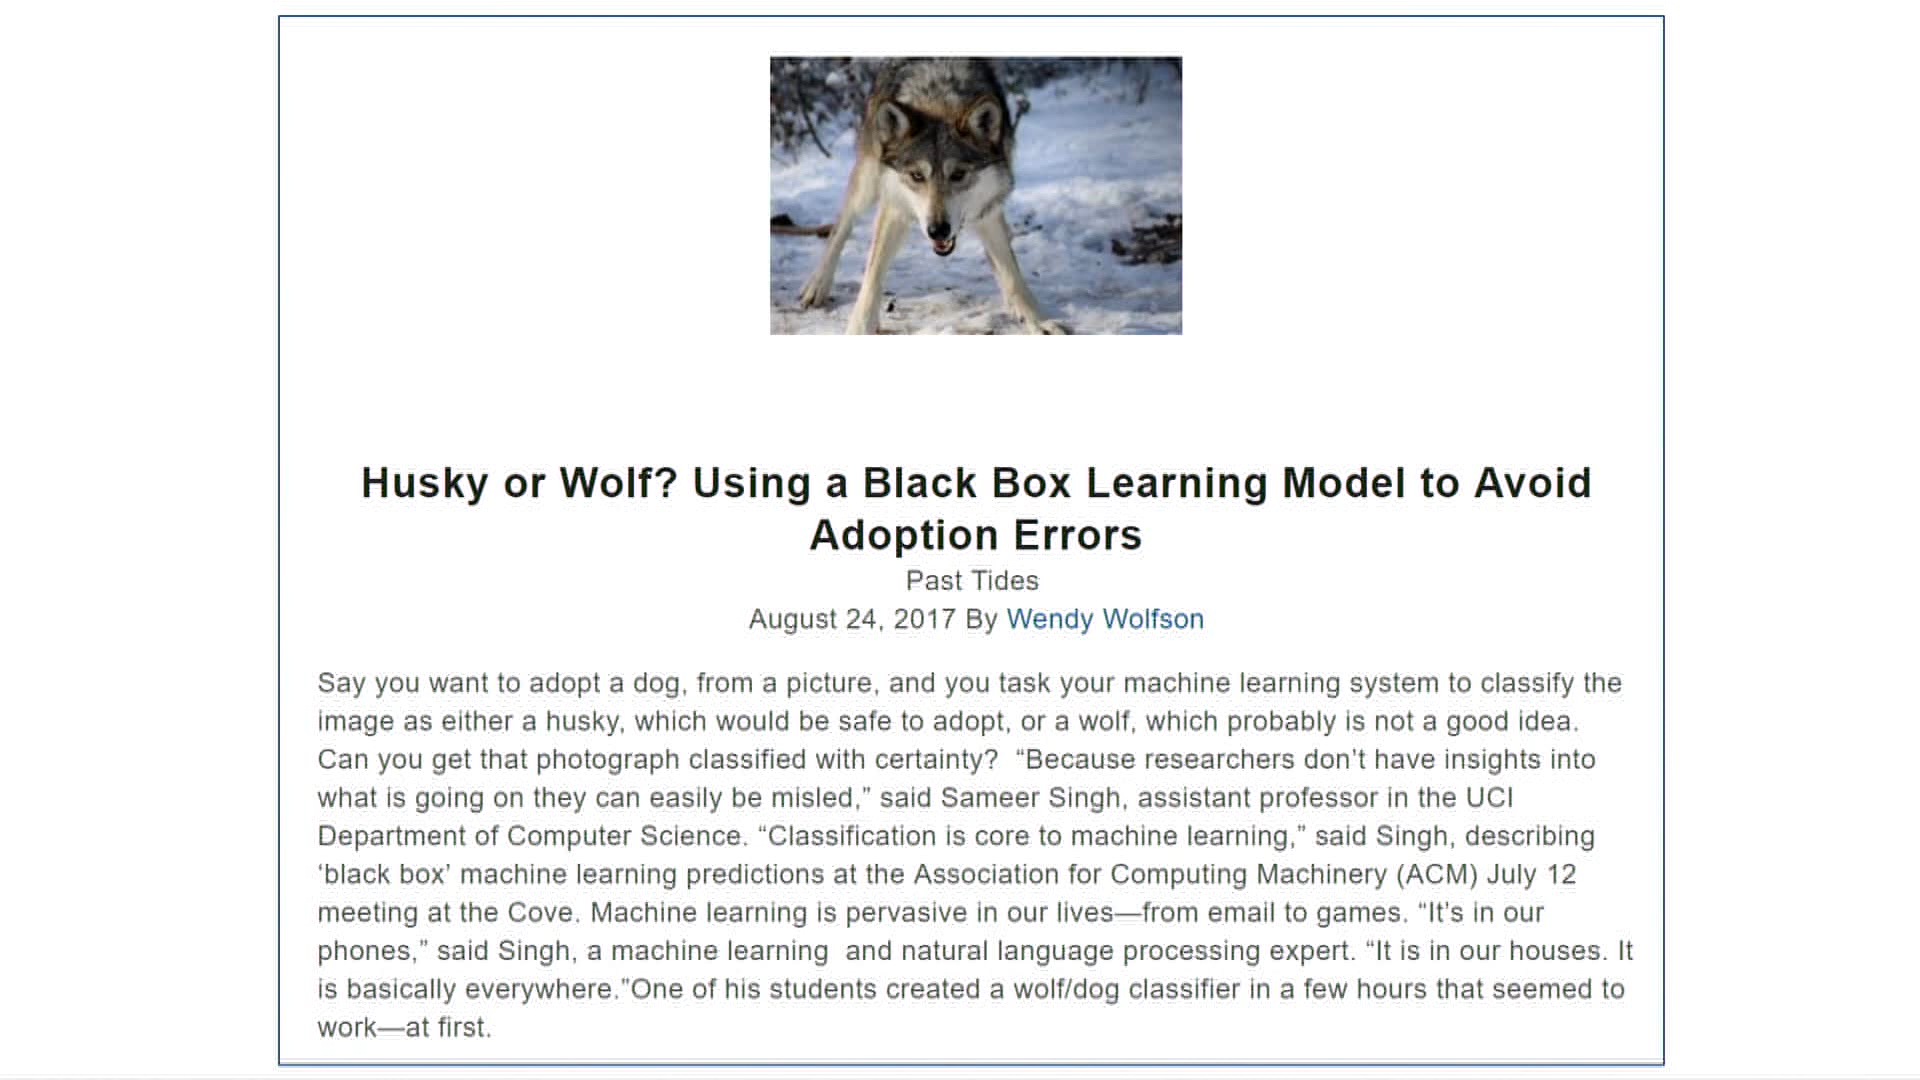 Husky or Wolf? Using a Black Box Learning Model to Avoid
Adoption Errors
Past Tides
August 24, 2017 By Wendy Wolfson
Say you want to adopt a dog, from a picture, and you task your machine learning system to classify the
image as either a husky, which would be safe to adopt, or a wolf, which probably is not a good idea.
Can you get that photograph classified with certainty?  “Because researchers don't have insights into
what is going on they can easily be misled,” said Sameer Singh, assistant professor in the UCI
Department of Computer Science. “Classification is core to machine learning,” said Singh, describing
‘black box’ machine learning predictions at the Association for Computing Machinery (ACM) July 12
meeting at the Cove. Machine learning is pervasive in our lives—from email to games. “It’s in our
phones,” said Singh, a machine learning  and natural language processing expert. “It is in our houses. It
is basically everywhere.”One of his students created a wolf/dog classifier in a few hours that seemed to
work—at first.